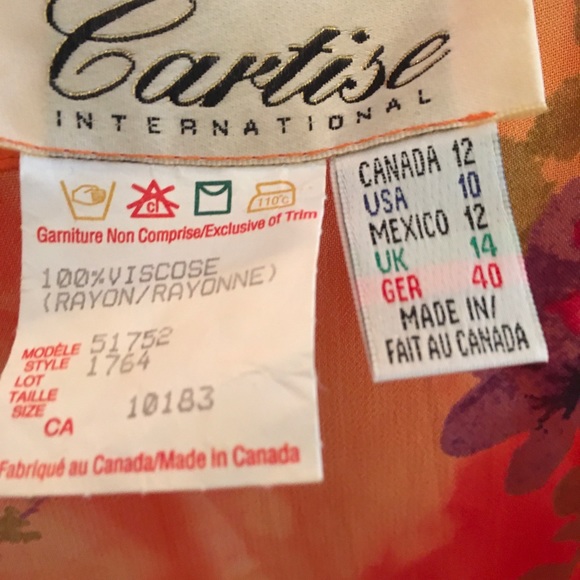 Cartise
INTERNATIONAL
Cl
110°C
Garniture Non Comprise/Exclusive of Trim
100%VISCOSE
(RAYON/RAYONNE)
MODÈLE 51752
STYLE 1764
LOT
TAILLE
SIZE 10183
CA
Fabriqué au Canada/Made in Canada
CANADA 12
USA 10
MEXICO 12
UK 14
GER 40
MADE IN/
FAIT AU CANADA